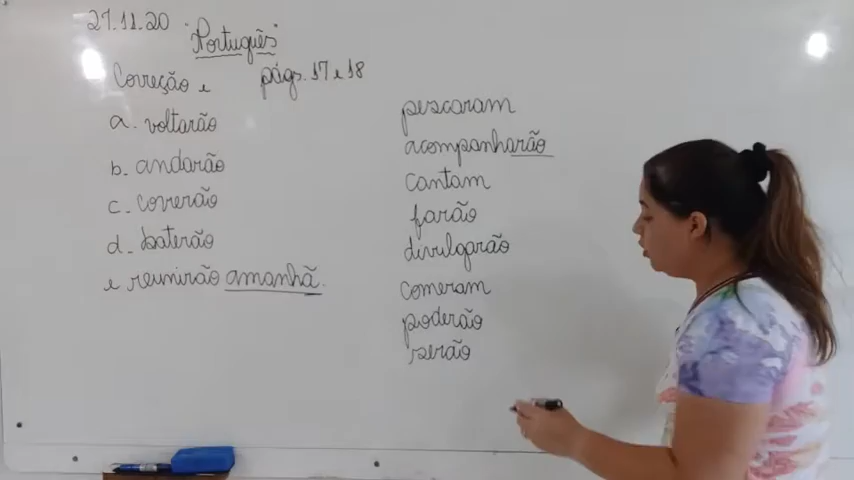 27.11.20 "Português"
Correção e págs. 17 e 18
a. voltarão
b. andarão
c. correrão
d. baterão
e reunirão amanhã.
pescaram
acompanharão
cantam
farão
divulgarão
comeram
poderão
serão